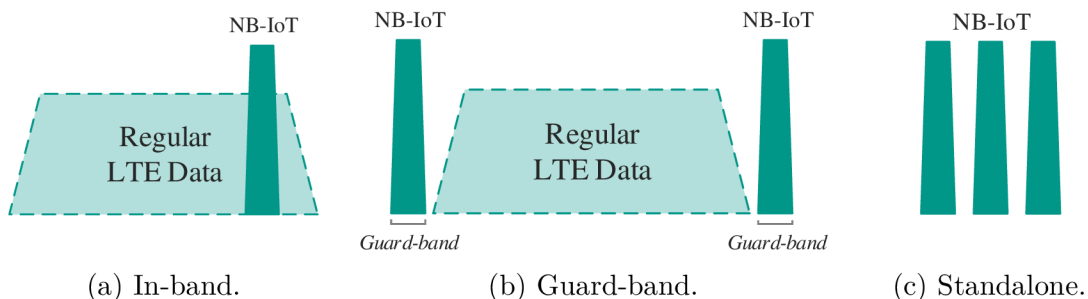 NB-IoT
Regular
LTE Data
(a) In-band.
NB-IoT
NB-IoT
Regular
LTE Data
Guard-band
Guard-band
(b) Guard-band.
NB-IoT
(c) Standalone.